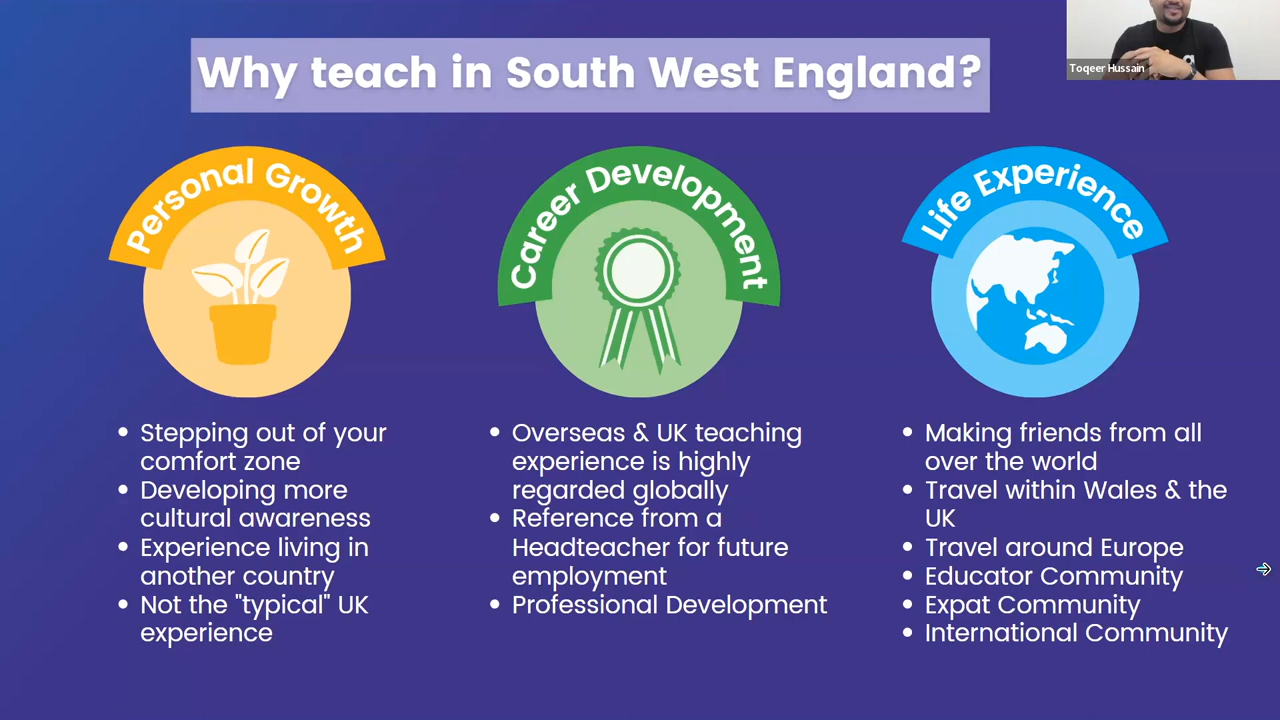 Why teach in South West England?
Toqeer Hussain
Personal Growth
Stepping out of your
comfort zone
Developing more
cultural awareness
Experience living in
another country
Not the "typical" UK
experience
Career Development
Overseas & UK teaching
experience is highly
regarded globally
Reference from a
Headteacher for future
employment
Professional Development
Life Experience
Making friends from all
over the world
Travel within Wales & the
UK
Travel around Europe
Educator Community
Expat Community
International Community